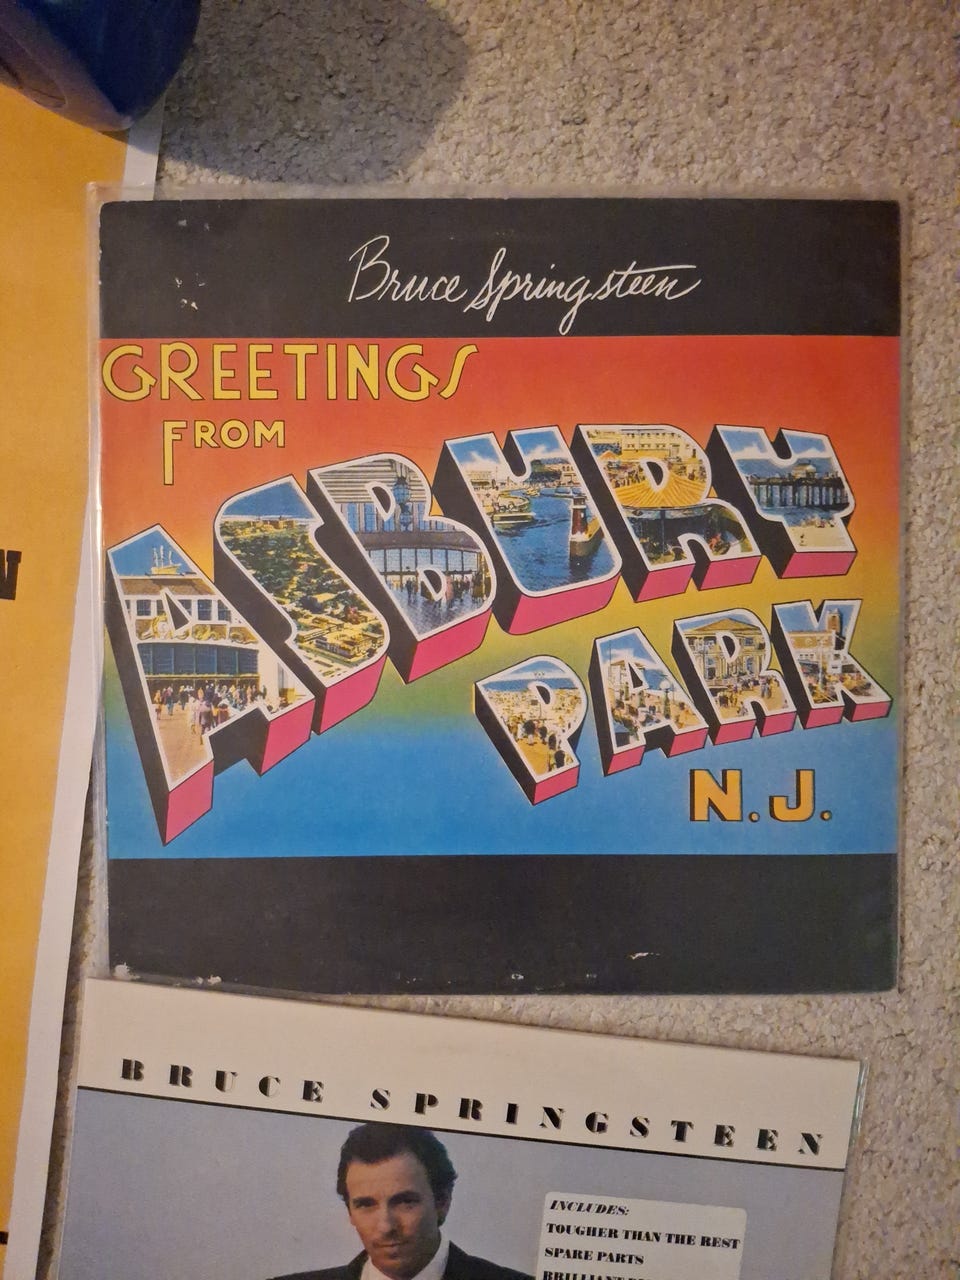 Bruce Springsteen
GREETINGS
FROM
ASBURY
PARK
N.J.
BRUCE SPRINGSTEEN
INCLUDES:
TOUGHER THAN THE REST
SPARE PARTS